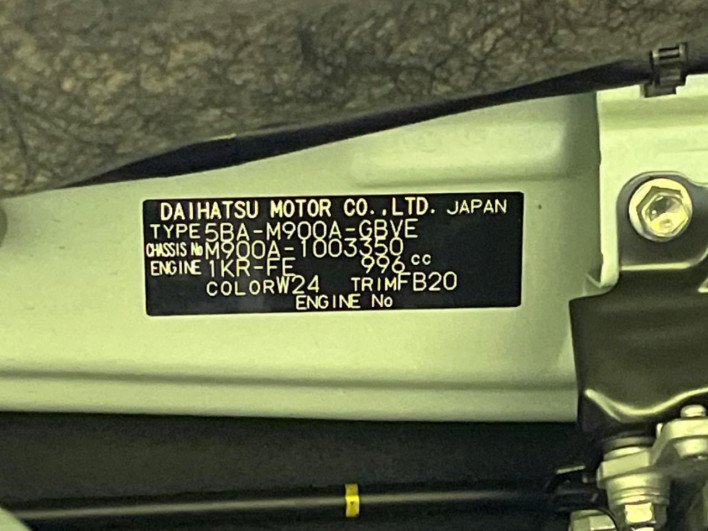 DAIHATSU MOTOR CO.,LTD. JAPAN
TYPE 5BA-M900A-GBVE
CHASSIS No M900A-1003350
ENGINE 1KR-FE 996cc
COLOR W24 TRIM FB20
ENGINE No